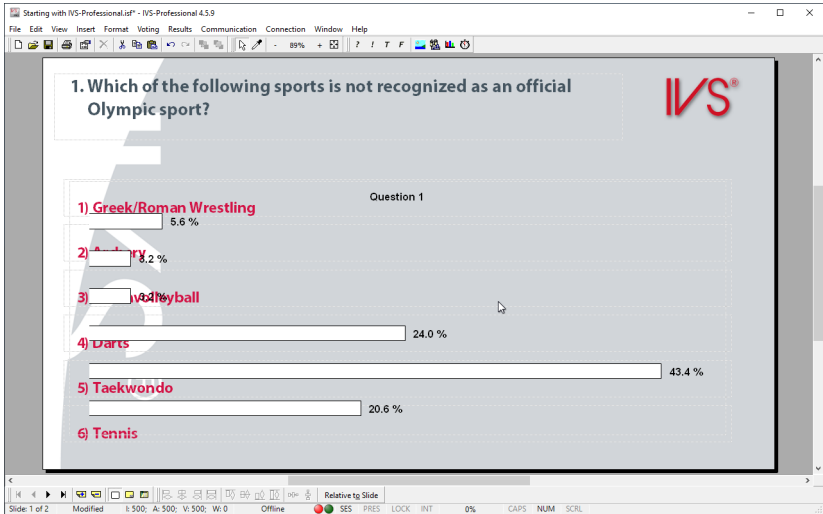 Starting with IVS-Professional.isf* - IVS-Professional 4.5.9
File Edit View Insert Format Voting Results Communication Connection Window Help
- 89% + ? ! T F
1. Which of the following sports is not recognized as an official
Olympic sport?
IVS®
Question 1
1) Greek/Roman Wrestling
5.6 %
2)
3.2 %
3)
3.2 %
24.0 %
4) Darts
43.4 %
5) Taekwondo
20.6 %
6) Tennis
Relative to Slide
Slide: 1 of 2 Modified I: 500; A: 500; V: 500; W: 0 Offline SES PRES LOCK INT 0% CAPS NUM SCRL